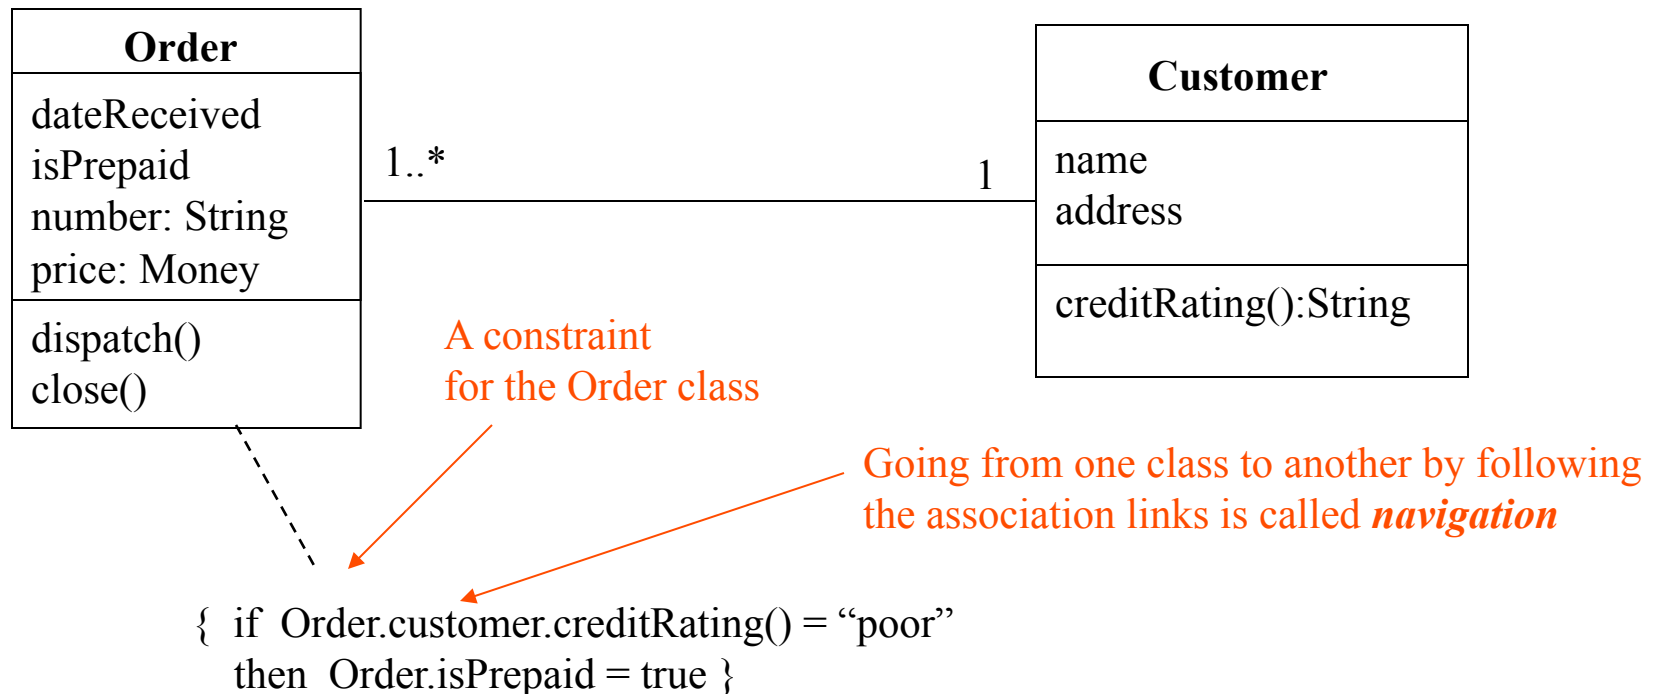 Order
dateReceived
isPrepaid
number: String
price: Money
dispatch()
close()
1..*
1
Customer
name
address
creditRating():String
A constraint
for the Order class
Going from one class to another by following
the association links is called navigation
{ if Order.customer.creditRating() = “poor”
then Order.isPrepaid = true }